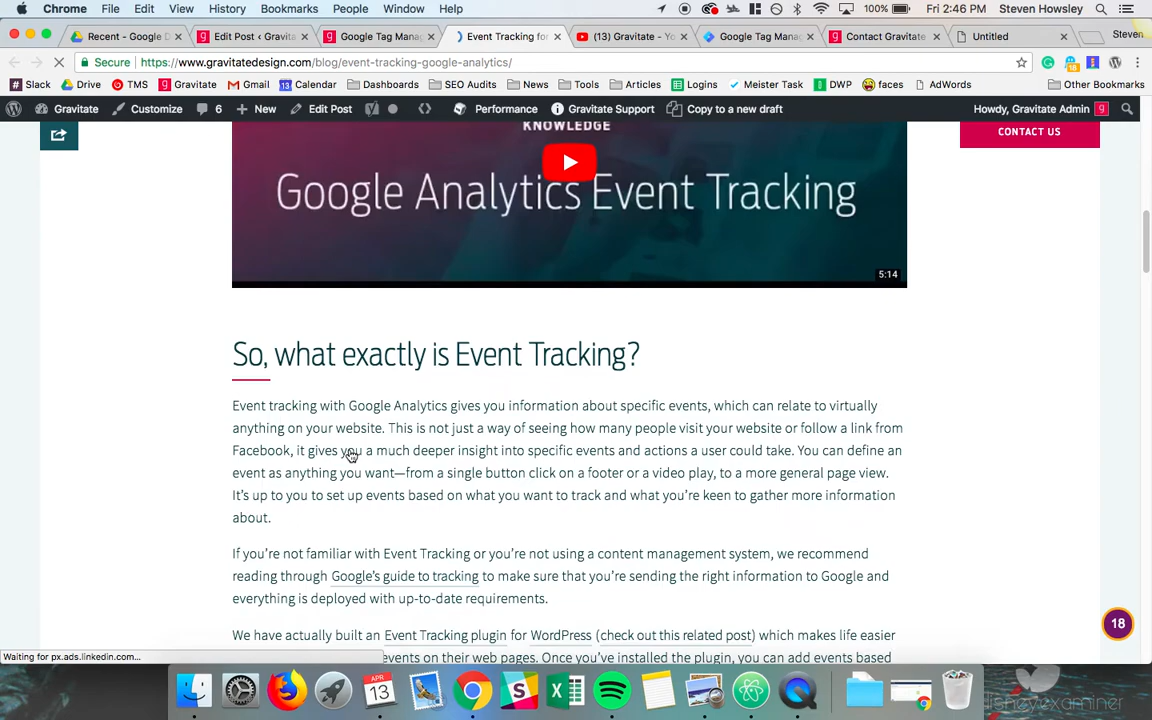 Chrome File Edit View History Bookmarks People Window Help 100% Fri 2:46 PM Steven Howsley
Recent - Google D Edit Post ‹ Gravita Google Tag Mana Event Tracking for (13) Gravitate - Yo Google Tag Mana Contact Gravitate Untitled Steven
Secure https://www.gravitatedesign.com/blog/event-tracking-google-analytics/
Slack Drive TMS Gravitate Gmail Calendar Dashboards SEO Audits News Tools Articles Logins Meister Task DWP faces AdWords Other Bookmarks
Gravitate Customize 6 New Edit Post Performance Gravitate Support Copy to a new draft Howdy, Gravitate Admin
KNOWLEDGE
CONTACT US
Google Analytics Event Tracking
5:14
So, what exactly is Event Tracking?
Event tracking with Google Analytics gives you information about specific events, which can relate to virtually
anything on your website. This is not just a way of seeing how many people visit your website or follow a link from
Facebook, it gives you a much deeper insight into specific events and actions a user could take. You can define an
event as anything you want—from a single button click on a footer or a video play, to a more general page view.
It's up to you to set up events based on what you want to track and what you're keen to gather more information
about.
If you're not familiar with Event Tracking or you're not using a content management system, we recommend
reading through Google's guide to tracking to make sure that you're sending the right information to Google and
everything is deployed with up-to-date requirements.
18
We have actually built an Event Tracking plugin for WordPress (check out this related post) which makes life easier
Waiting for px.ads.linkedin.com...
events on their web pages. Once you've installed the plugin, you can add events based
APR
13